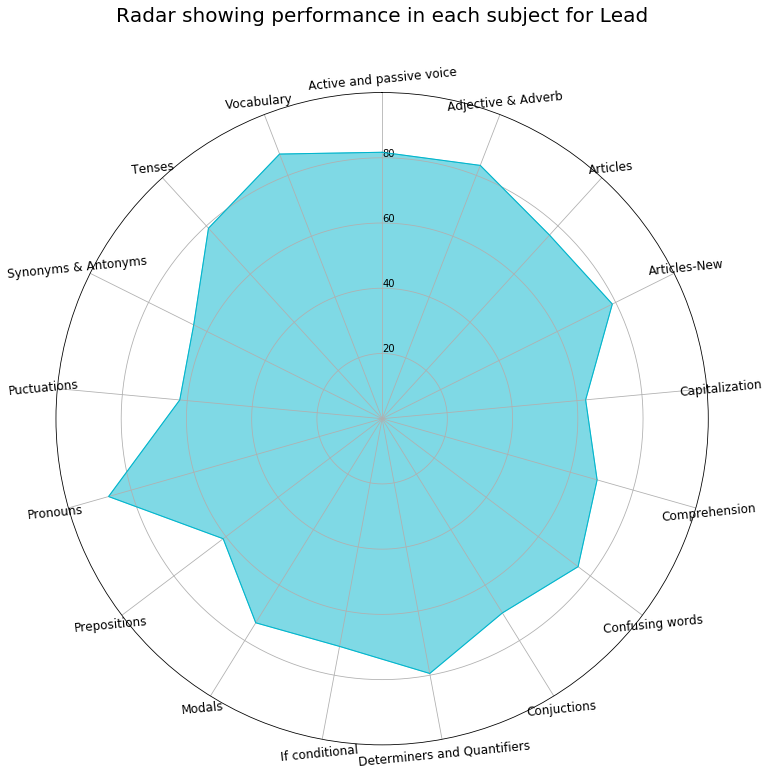 Radar showing performance in each subject for Lead
Active and passive voice
Adjective & Adverb
Articles
Articles-New
Capitalization
Comprehension
Confusing words
Conjuctions
Determiners and Quantifiers
If conditional
Modals
Prepositions
Pronouns
Puctuations
Synonyms & Antonyms
Tenses
Vocabulary
80
60
40
20